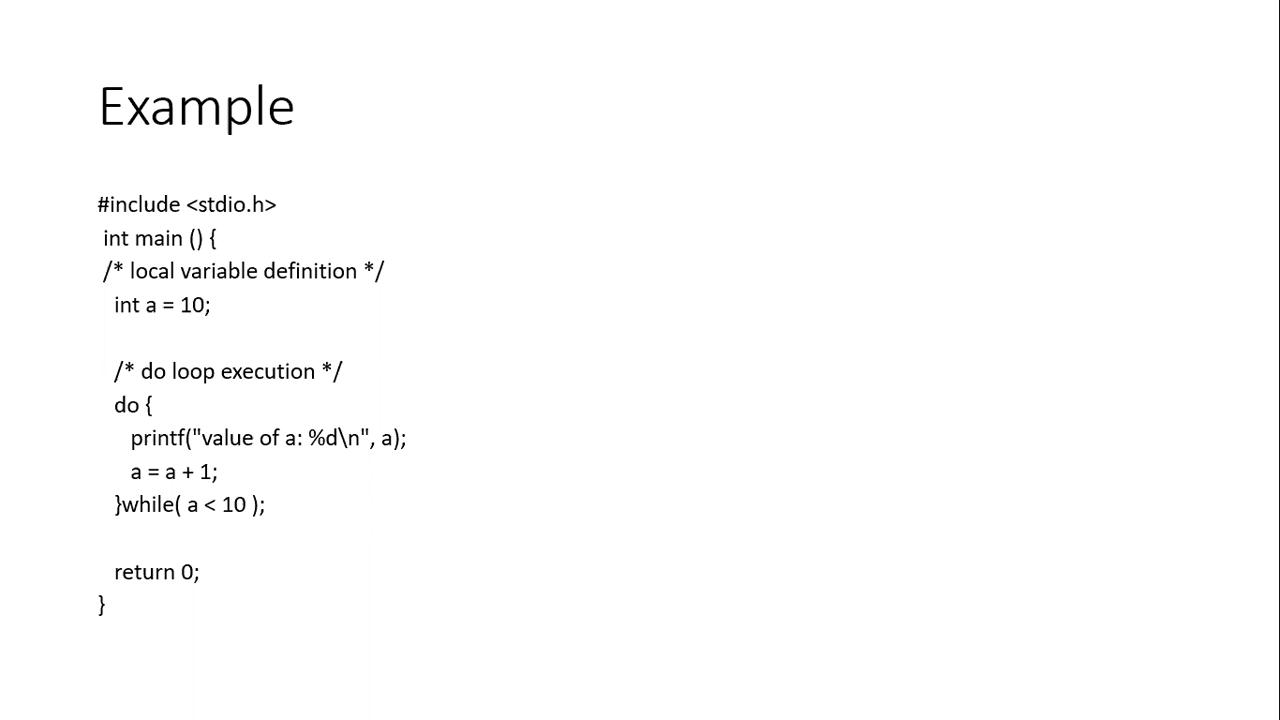 Example
#include <stdio.h>
int main () {
/* local variable definition */
int a = 10;
/* do loop execution */
do {
printf("value of a: %d\n", a);
a = a + 1;
}while( a < 10 );
return 0;
}